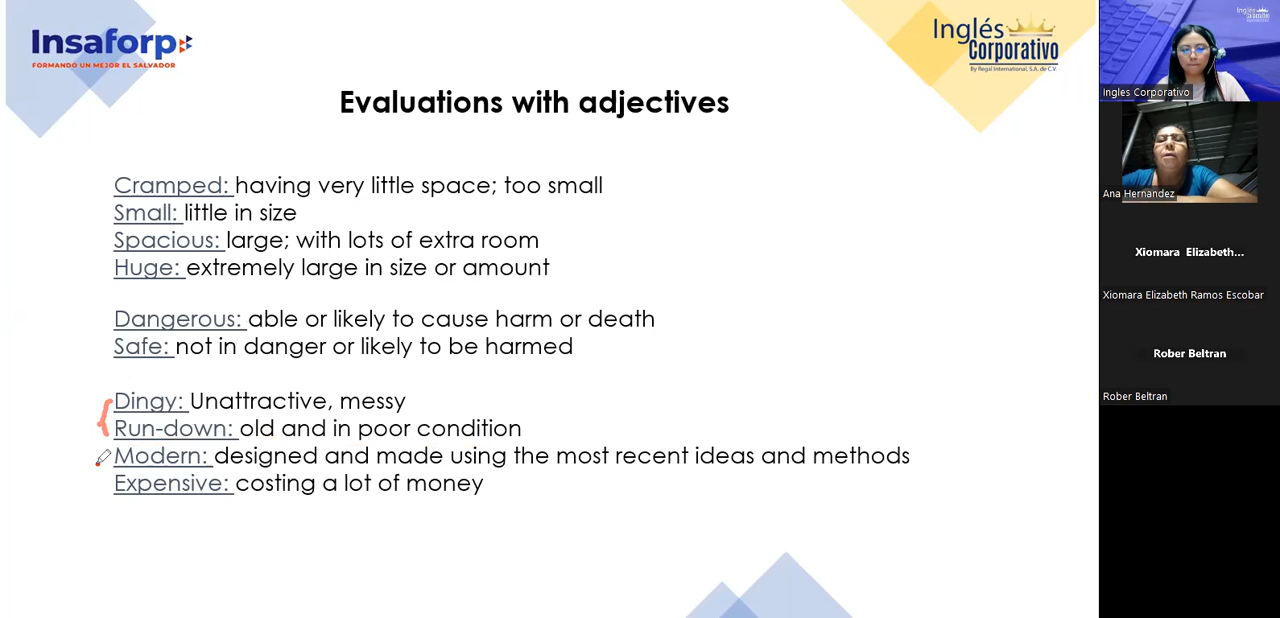 Insaforp
FORMANDO UN MEJOR EL SALVADOR
Inglés
Corporativo
By Regal International, S.A. de C.V.
Evaluations with adjectives
Cramped: having very little space; too small
Small: little in size
Spacious: large; with lots of extra room
Huge: extremely large in size or amount
Dangerous: able or likely to cause harm or death
Safe: not in danger or likely to be harmed
Dingy: Unattractive, messy
Run-down: old and in poor condition
Modern: designed and made using the most recent ideas and methods
Expensive: costing a lot of money
Ingles Corporativo
Ana Hernandez
Xiomara Elizabeth...
Xiomara Elizabeth Ramos Escobar
Rober Beltran
Rober Beltran